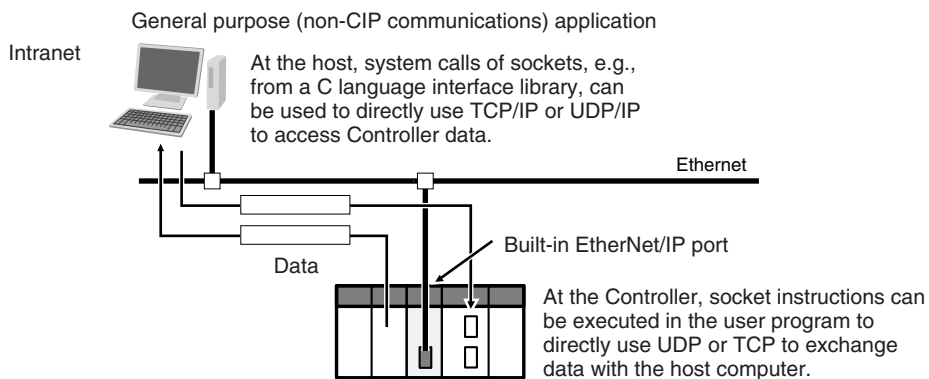 General purpose (non-CIP communications) application
Intranet
At the host, system calls of sockets, e.g.,
from a C language interface library, can
be used to directly use TCP/IP or UDP/IP
to access Controller data.
Ethernet
Data
Built-in EtherNet/IP port
At the Controller, socket instructions can
be executed in the user program to
directly use UDP or TCP to exchange
data with the host computer.